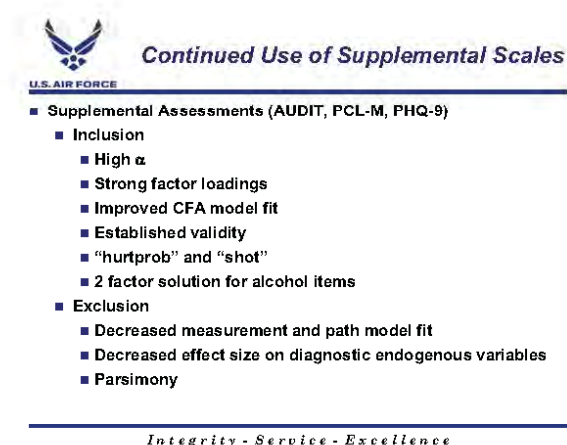 Continued Use of Supplemental Scales
U.S. AIR FORCE
Supplemental Assessments (AUDIT, PCL-M, PHQ-9)
Inclusion
High α
Strong factor loadings
Improved CFA model fit
Established validity
“hurtprob” and “shot”
2 factor solution for alcohol items
Exclusion
Decreased measurement and path model fit
Decreased effect size on diagnostic endogenous variables
Parsimony
Integrity - Service - Excellence